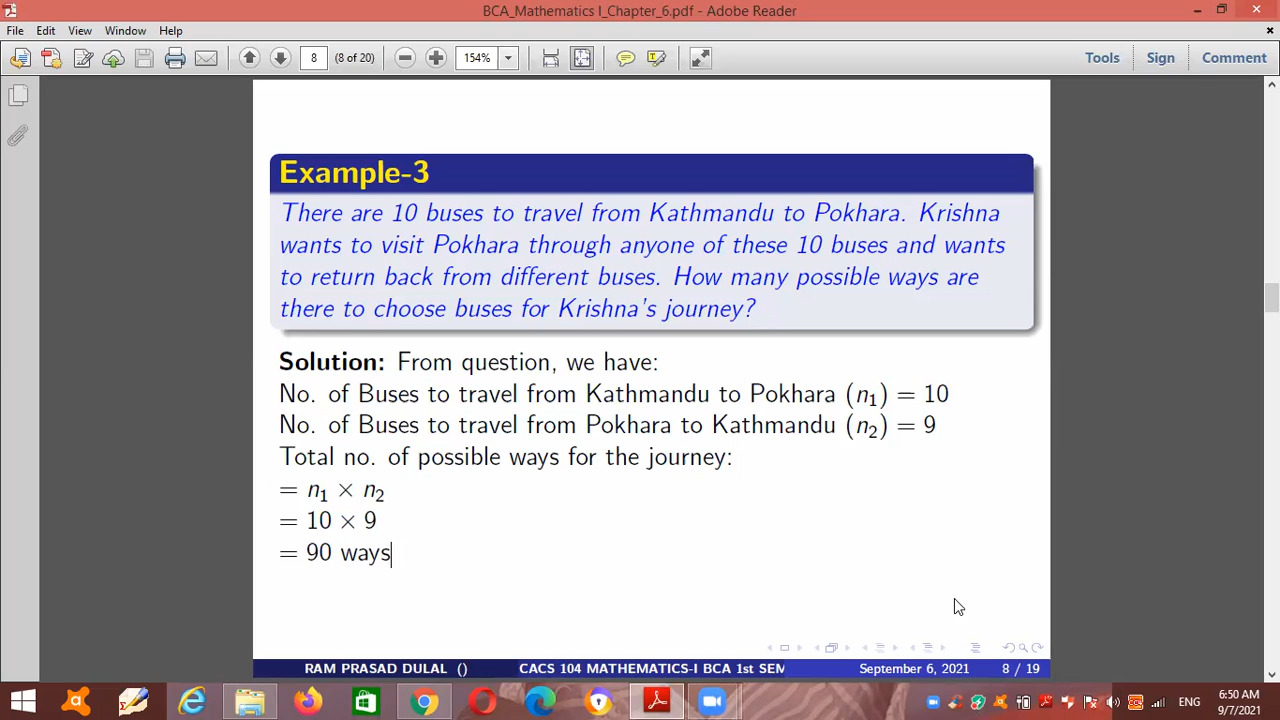 BCA_Mathematics I_Chapter_6.pdf - Adobe Reader
File Edit View Window Help
8 (8 of 20) 154% Tools Sign Comment
Example-3
There are 10 buses to travel from Kathmandu to Pokhara. Krishna
wants to visit Pokhara through anyone of these 10 buses and wants
to return back from different buses. How many possible ways are
there to choose buses for Krishna's journey?
Solution: From question, we have:
No. of Buses to travel from Kathmandu to Pokhara (n₁) = 10
No. of Buses to travel from Pokhara to Kathmandu (n₂) = 9
Total no. of possible ways for the journey:
= n₁ × n₂
= 10 × 9
= 90 ways
RAM PRASAD DULAL () CACS 104 MATHEMATICS-I BCA 1st SEM September 6, 2021 8 / 19
ENG 6:50 AM
9/7/2021